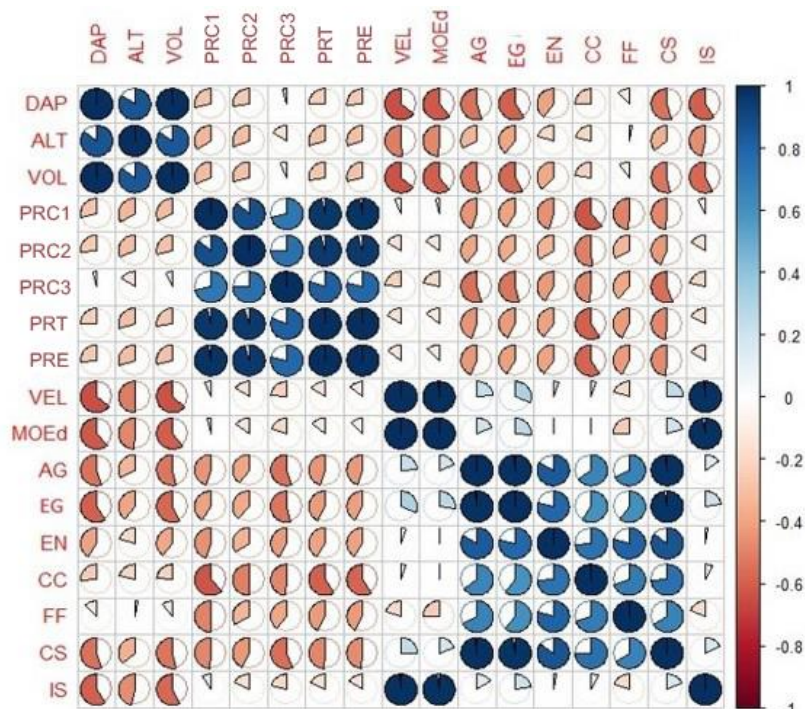 DAP ALT VOL PRC1 PRC2 PRC3 PRT PRE VEL MOEd AG EG EN CC FF CS IS
DAP
ALT
VOL
PRC1
PRC2
PRC3
PRT
PRE
VEL
MOEd
AG
EG
EN
CC
FF
CS
IS
1
0.8
0.6
0.4
0.2
0
-0.2
-0.4
-0.6
-0.8
-1